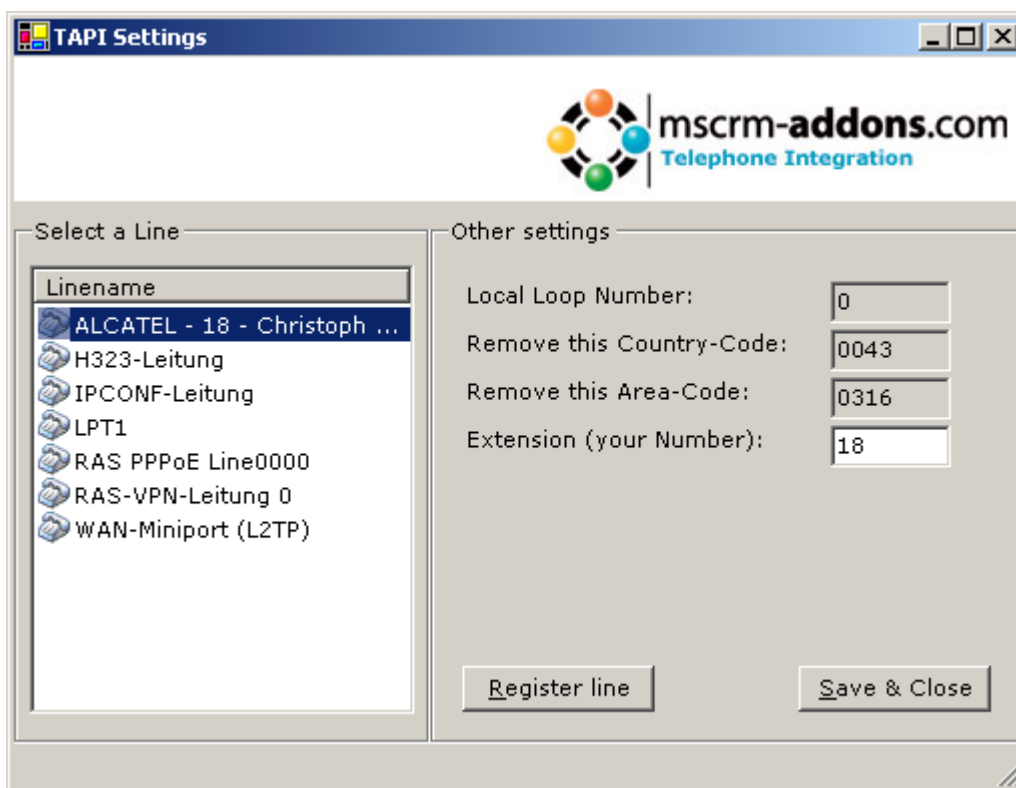 TAPI Settings
mscrm-addons.com
Telephone Integration
Select a Line
Linename
ALCATEL - 18 - Christoph ...
H323-Leitung
IPCONF-Leitung
LPT1
RAS PPPoE Line0000
RAS-VPN-Leitung 0
WAN-Miniport (L2TP)
Other settings
Local Loop Number: 0
Remove this Country-Code: 0043
Remove this Area-Code: 0316
Extension (your Number): 18
Register line
Save & Close